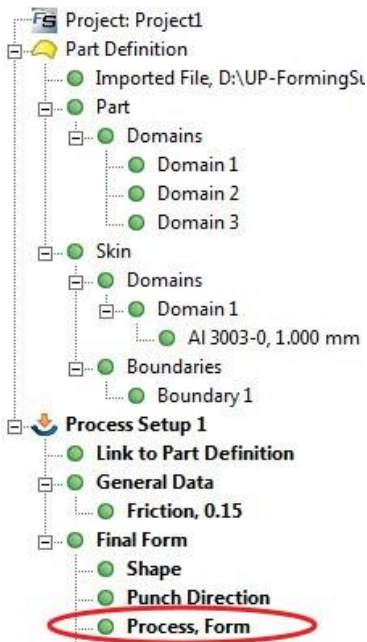 FS Project: Project1
Part Definition
Imported File, D:\UP-FormingSu
Part
Domains
Domain 1
Domain 2
Domain 3
Skin
Domains
Domain 1
Al 3003-0, 1.000 mm
Boundaries
Boundary 1
Process Setup 1
Link to Part Definition
General Data
Friction, 0.15
Final Form
Shape
Punch Direction
Process, Form